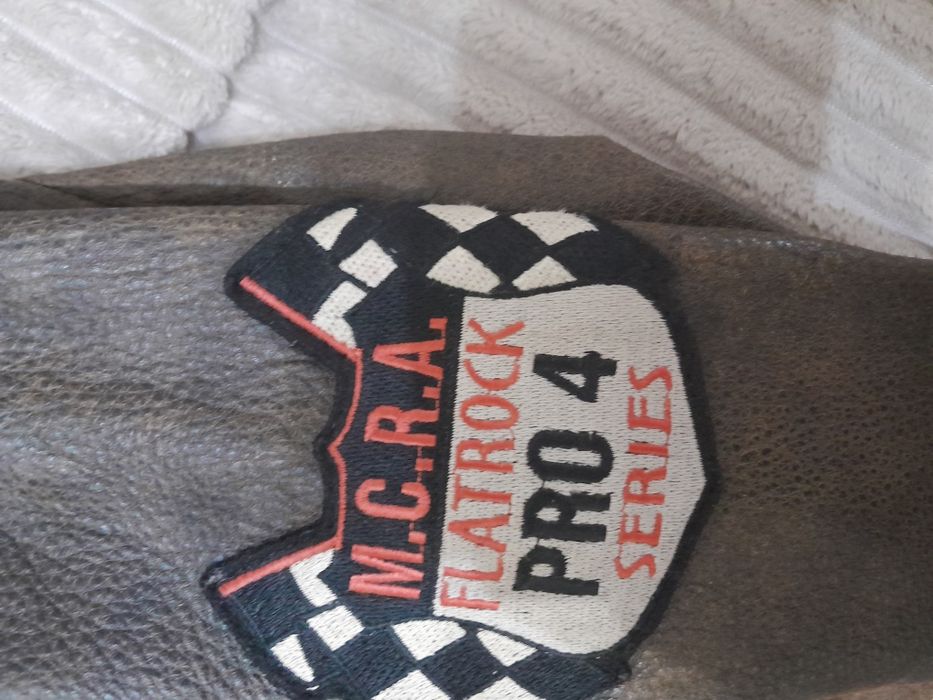 M.C.R.A.
FLATROCK
PRO 4
SERIES